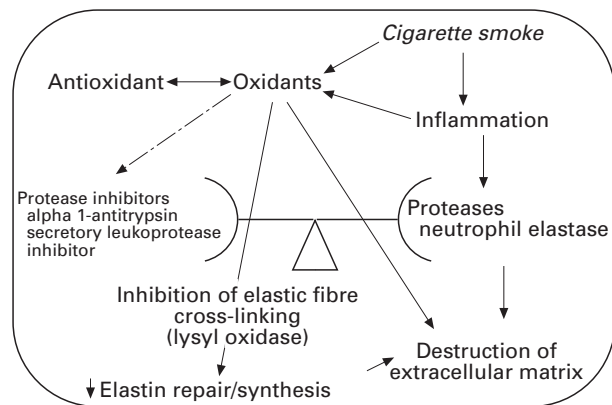 Cigarette smoke
Antioxidant
Oxidants
Inflammation
Protease inhibitors
alpha 1-antitrypsin
secretory leukoprotease
inhibitor
Proteases
neutrophil elastase
Inhibition of elastic fibre
cross-linking
(lysyl oxidase)
Destruction of
extracellular matrix
Elastin repair/synthesis